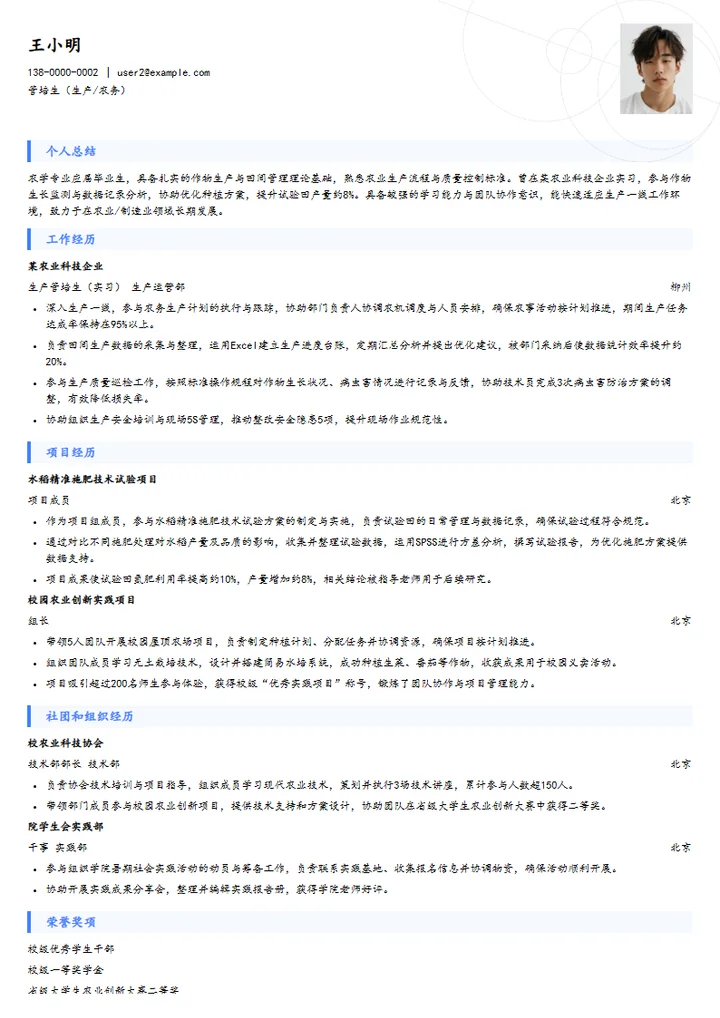 王小明
138-0000-0002 | user2@example.com
管培生（生产/农务）
个人总结
农学专业应届毕业生，具备扎实的作物生产与田间管理理论基础，熟悉农业生产流程与质量控制标准。曾在某农业科技企业实习，参与作物
生长监测与数据记录分析，协助优化种植方案，提升试验田产量约8%。具备较强的学习能力与团队协作意识，能快速适应生产一线工作环
境，致力于在农业/制造业领域长期发展。
工作经历
某农业科技企业
生产管培生（实习） 生产运营部 柳州
• 深入生产一线，参与农务生产计划的执行与跟踪，协助部门负责人协调农机调度与人员安排，确保农事活动按计划推进，期间生产任务
达成率保持在95%以上。
• 负责田间生产数据的采集与整理，运用Excel建立生产进度台账，定期汇总分析并提出优化建议，被部门采纳后使数据统计效率提升约
20%。
• 参与生产质量巡检工作，按照标准操作规程对作物生长状况、病虫害情况进行记录与反馈，协助技术员完成3次病虫害防治方案的调
整，有效降低损失率。
• 协助组织生产安全培训与现场5S管理，推动整改安全隐患5项，提升现场作业规范性。
项目经历
水稻精准施肥技术试验项目
项目成员 北京
• 作为项目组成员，参与水稻精准施肥技术试验方案的制定与实施，负责试验田的日常管理与数据记录，确保试验过程符合规范。
• 通过对比不同施肥处理对水稻产量及品质的影响，收集并整理试验数据，运用SPSS进行方差分析，撰写试验报告，为优化施肥方案提供
数据支持。
• 项目成果使试验田氮肥利用率提高约10%，产量增加约8%，相关结论被指导老师用于后续研究。
校园农业创新实践项目
组长 北京
• 带领5人团队开展校园屋顶农场项目，负责制定种植计划、分配任务并协调资源，确保项目按计划推进。
• 组织团队成员学习无土栽培技术，设计并搭建简易水培系统，成功种植生菜、番茄等作物，收获成果用于校园义卖活动。
• 项目吸引超过200名师生参与体验，获得校级“优秀实践项目”称号，锻炼了团队协作与项目管理能力。
社团和组织经历
校农业科技协会
技术部部长 技术部 北京
• 负责协会技术培训与项目指导，组织成员学习现代农业技术，策划并执行3场技术讲座，累计参与人数超150人。
• 带领部门成员参与校园农业创新项目，提供技术支持和方案设计，协助团队在省级大学生农业创新大赛中获得二等奖。
院学生会实践部
干事 实践部 北京
• 参与组织学院暑期社会实践活动的动员与筹备工作，负责联系实践基地、收集报名信息并协调物资，确保活动顺利开展。
• 协助开展实践成果分享会，整理并编辑实践报告册，获得学院老师好评。
荣誉奖项
校级优秀学生干部
校级一等奖学金
省级大学生农业创新大赛二等奖